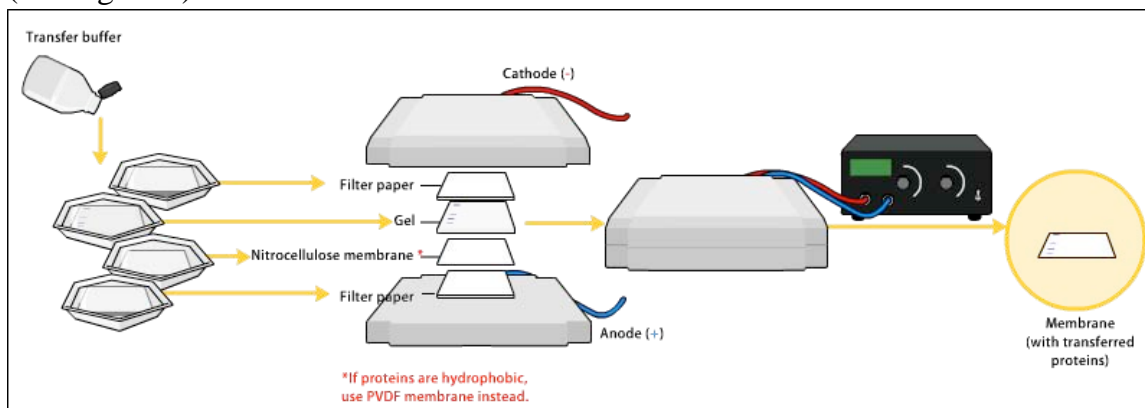 Transfer buffer
Cathode (-)
Filter paper
Gel
Nitrocellulose membrane *
Filter paper
Anode (+)
*If proteins are hydrophobic,
use PVDF membrane instead.
Membrane
(with transferred
proteins)